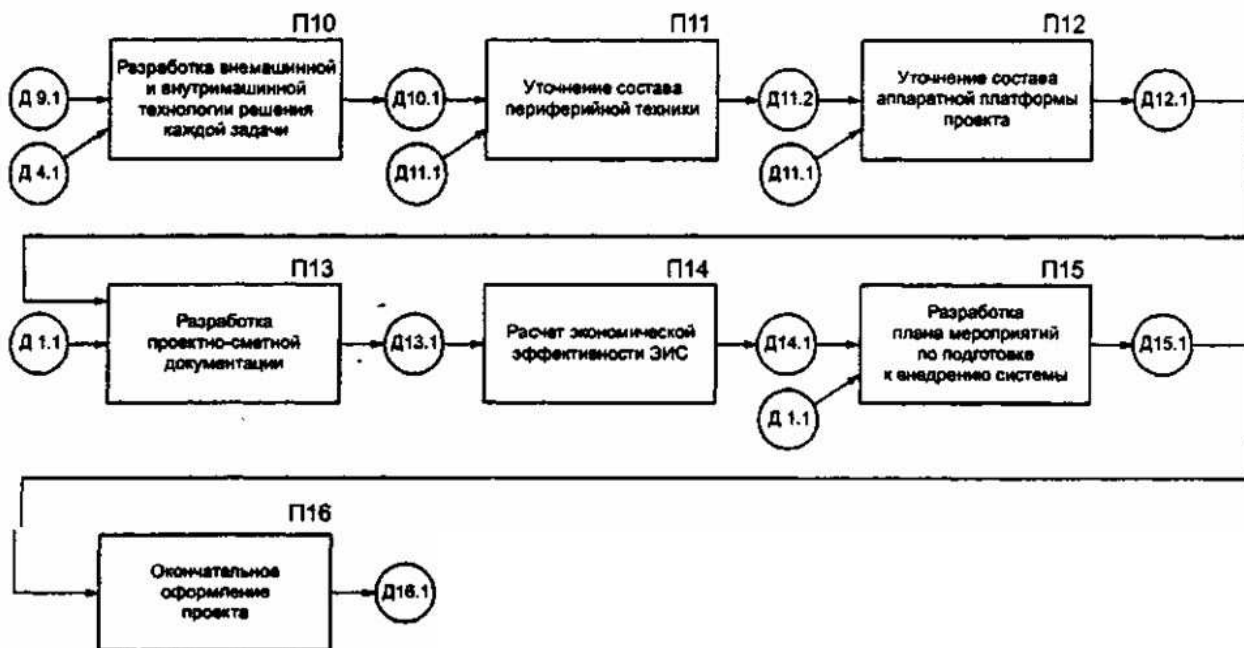 П10
П11
П12
Д 9.1
Д 4.1
Разработка внемашинной
и внутримашинной
технологии решения
каждой задачи
Д10.1
Д11.1
Уточнение состава
периферийной техники
Д11.2
Д11.1
Уточнение состава
аппаратной платформы
проекта
Д12.1
П13
П14
П15
Д 1.1
Разработка
проектно-сметной
документации
Д13.1
Расчет экономической
эффективности ЭИС
Д14.1
Д 1.1
Разработка
плана мероприятий
по подготовке
к внедрению системы
Д15.1
П16
Окончательное
оформление
проекта
Д16.1